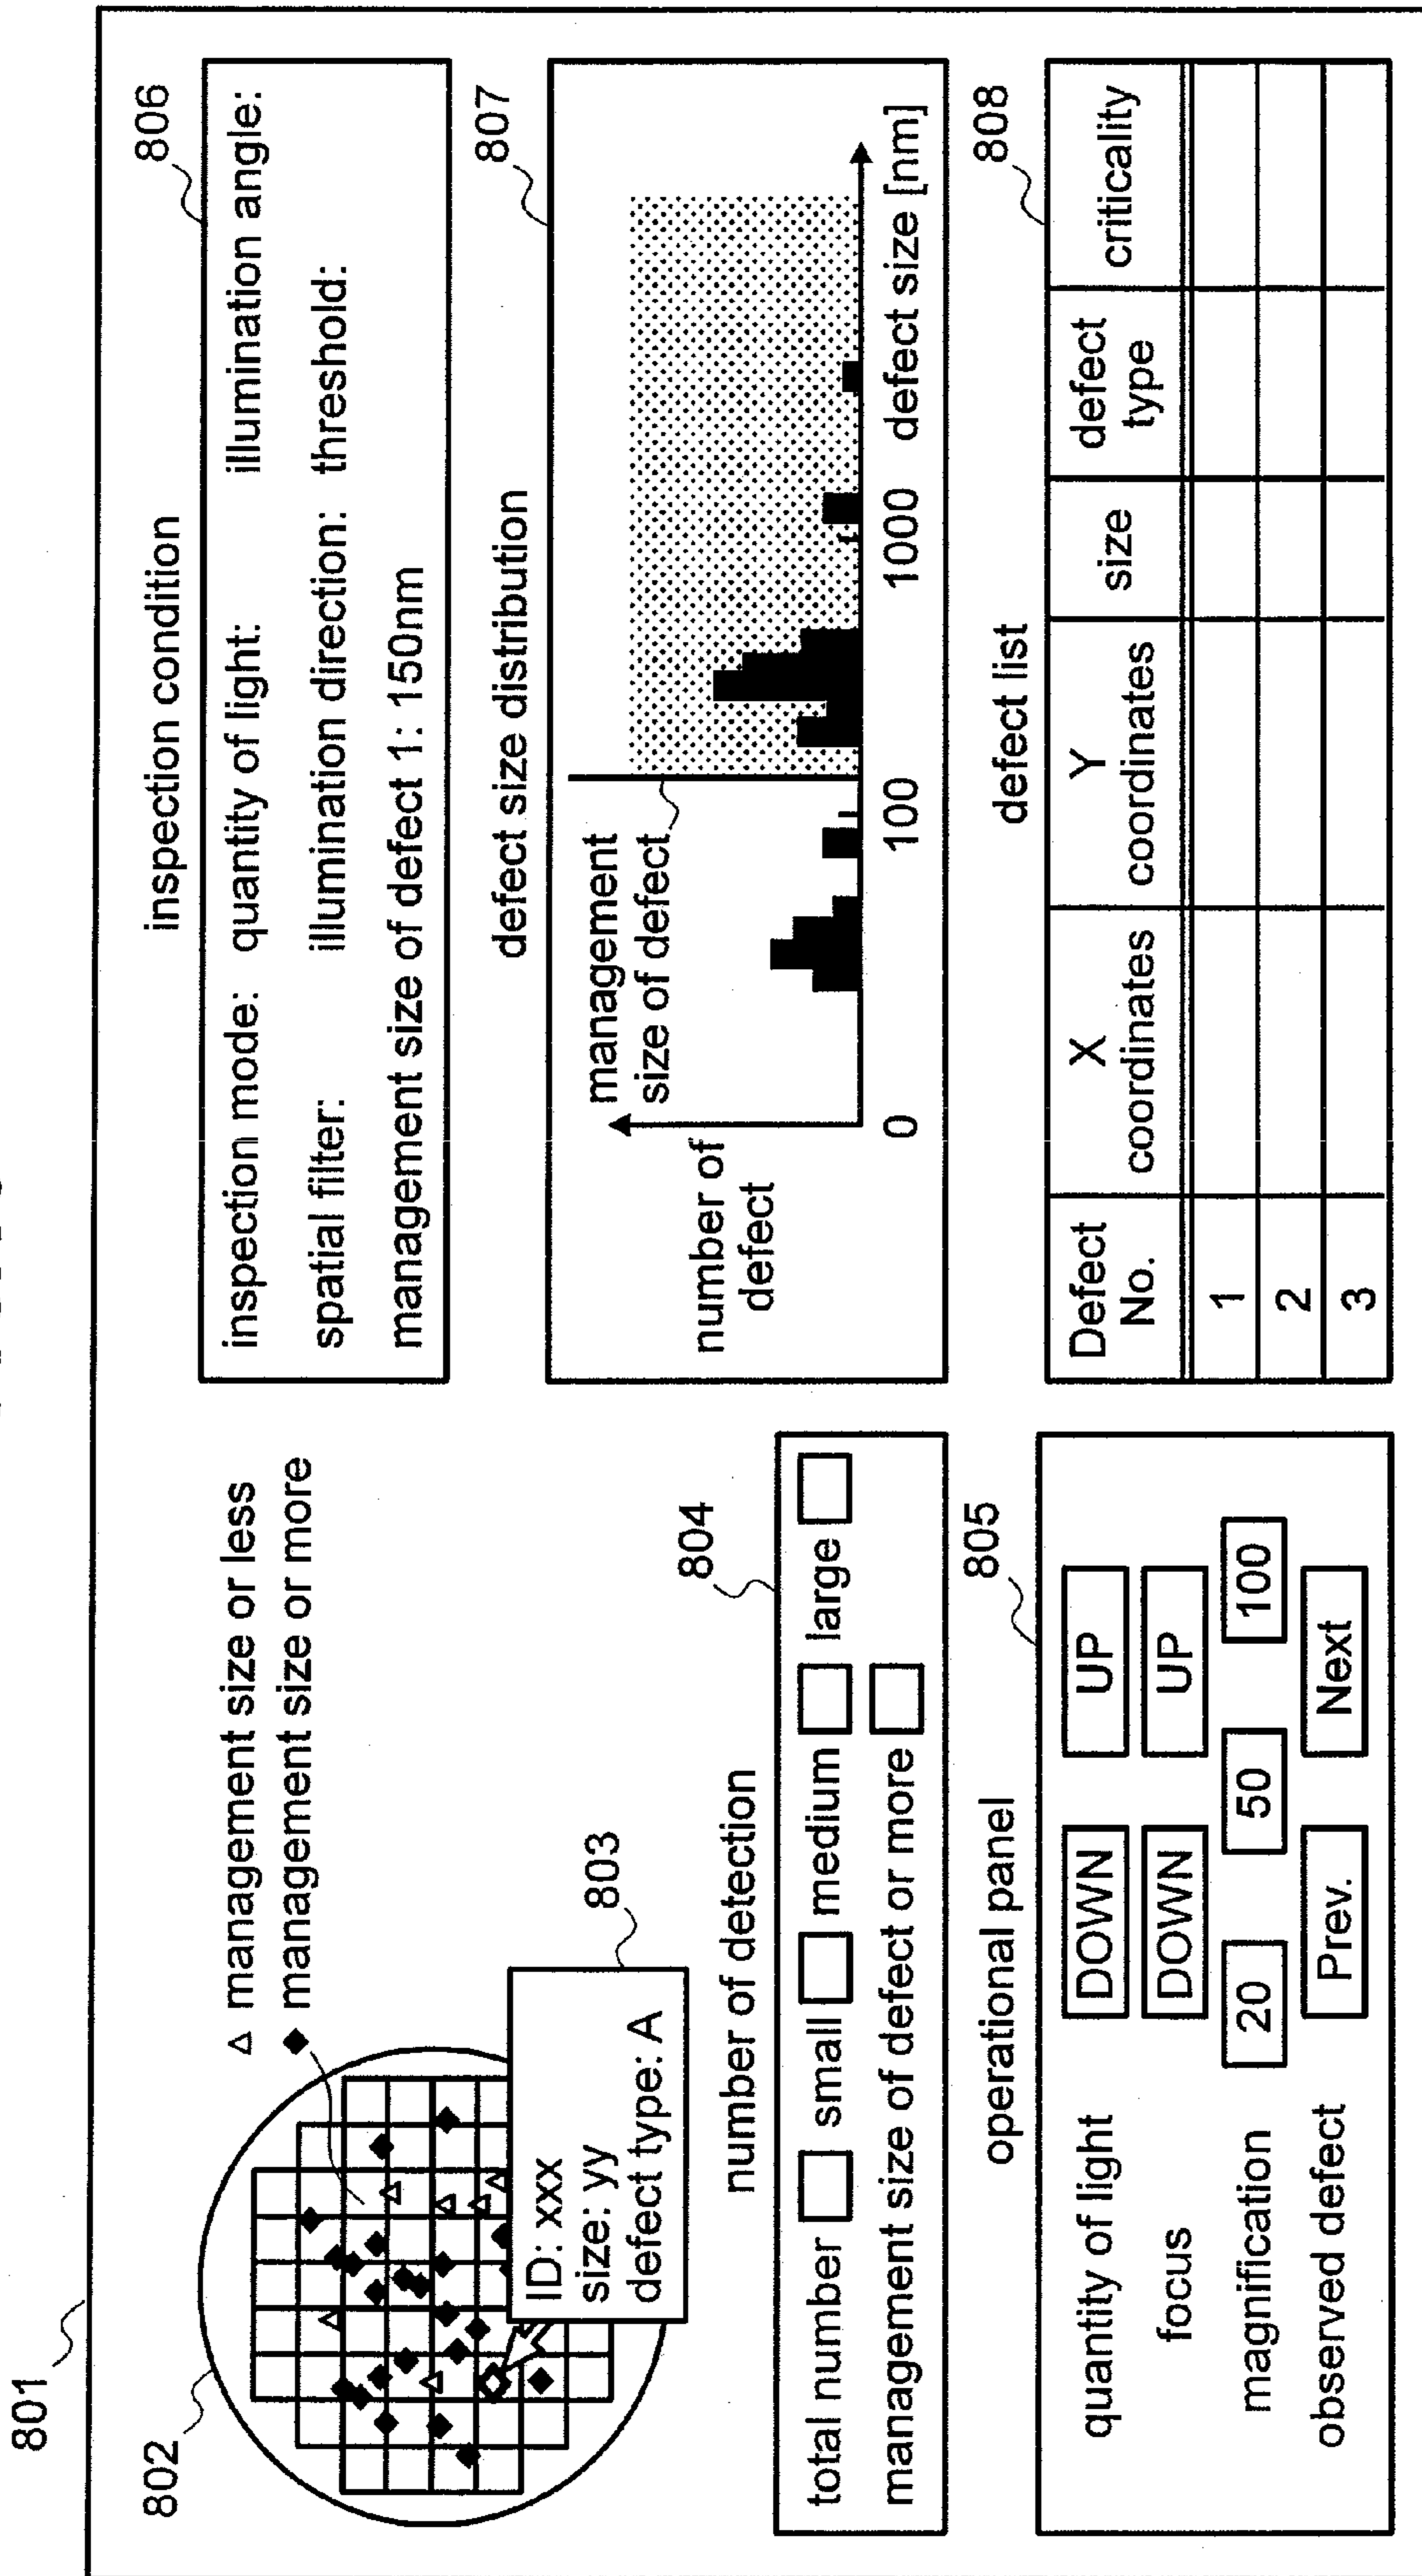 801
802
△ management size or less
◆ management size or more
ID: xxx
size: yy
defect type: A
803
number of detection
804
total number small medium large
management size of defect or more
operational panel
805
quantity of light DOWN UP
focus DOWN UP
magnification 20 50 100
observed defect Prev. Next
inspection condition
806
inspection mode: quantity of light: illumination angle:
spatial filter: illumination direction: threshold:
management size of defect 1: 150nm
defect size distribution
807
number of
defect
management
size of defect
0 100 1000 defect size [nm]
defect list
808
Defect
No.
X
coordinates
Y
coordinates
size
defect
type
criticality
1
2
3